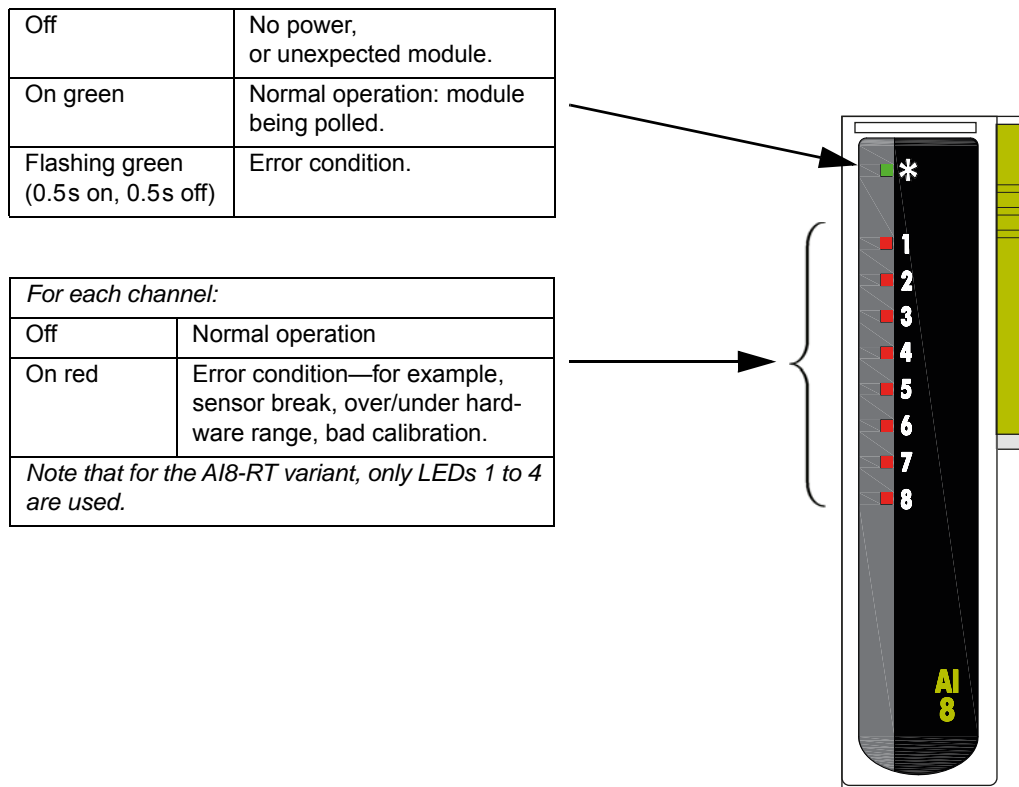 Off
No power,
or unexpected module.
On green
Normal operation: module
being polled.
Flashing green
(0.5s on, 0.5s off)
Error condition.
For each channel:
Off
Normal operation
On red
Error condition—for example,
sensor break, over/under hard-
ware range, bad calibration.
Note that for the AI8-RT variant, only LEDs 1 to 4
are used.
*
1
2
3
4
5
6
7
8
AI
8